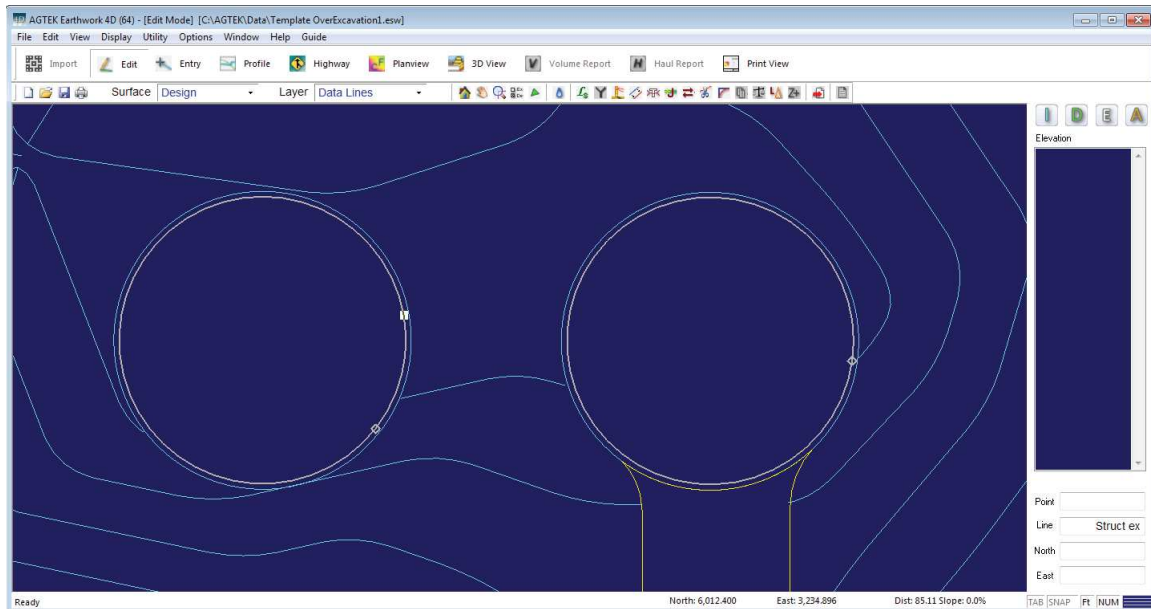 AGTEK Earthwork 4D (64) - [Edit Mode] [C:\AGTEK\Data\Template OverExcavation1.esw]
File Edit View Display Utility Options Window Help Guide
Import Edit Entry Profile Highway Planview 3D View Volume Report Haul Report Print View
Surface Design Layer Data Lines
I D E A
Elevation
Point
Line Struct ex
North
East
Ready North: 6,012.400 East: 3,234.896 Dist: 85.11 Slope: 0.0% TAB SNAP Ft NUM